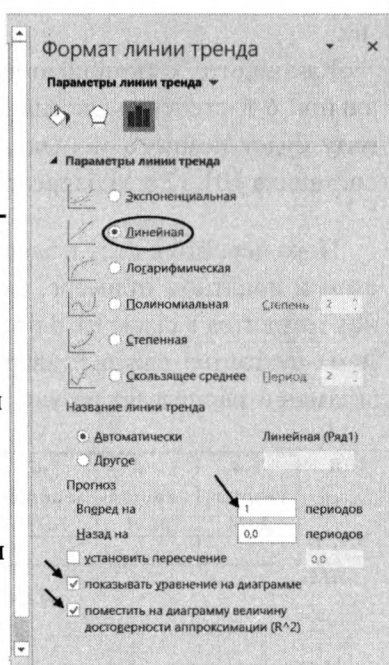 Формат линии тренда
Параметры линии тренда
Параметры линии тренда
Экспоненциальная
Линейная
Логарифмическая
Полиномиальная Степень 2
Степенная
Скользящее среднее Период 2
Название линии тренда
Автоматически Линейная (Ряд1)
Другое
Прогноз
Вперед на 1 периодов
Назад на 0,0 периодов
установить пересечение 0,0
показывать уравнение на диаграмме
поместить на диаграмму величину
достоверности аппроксимации (R^2)